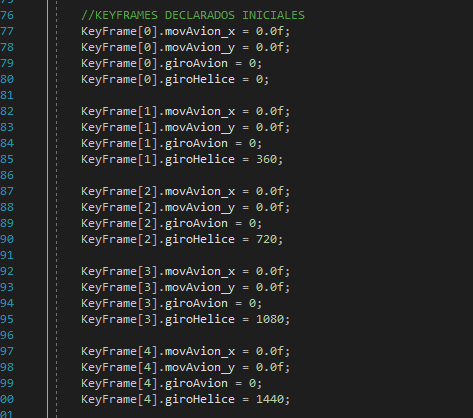 76 //KEYFRAMES DECLARADOS INICIALES
77 KeyFrame[0].movAvion_x = 0.0f;
78 KeyFrame[0].movAvion_y = 0.0f;
79 KeyFrame[0].giroAvion = 0;
80 KeyFrame[0].giroHelice = 0;
81
82 KeyFrame[1].movAvion_x = 0.0f;
83 KeyFrame[1].movAvion_y = 0.0f;
84 KeyFrame[1].giroAvion = 0;
85 KeyFrame[1].giroHelice = 360;
86
87 KeyFrame[2].movAvion_x = 0.0f;
88 KeyFrame[2].movAvion_y = 0.0f;
89 KeyFrame[2].giroAvion = 0;
90 KeyFrame[2].giroHelice = 720;
91
92 KeyFrame[3].movAvion_x = 0.0f;
93 KeyFrame[3].movAvion_y = 0.0f;
94 KeyFrame[3].giroAvion = 0;
95 KeyFrame[3].giroHelice = 1080;
96
97 KeyFrame[4].movAvion_x = 0.0f;
98 KeyFrame[4].movAvion_y = 0.0f;
99 KeyFrame[4].giroAvion = 0;
00 KeyFrame[4].giroHelice = 1440;